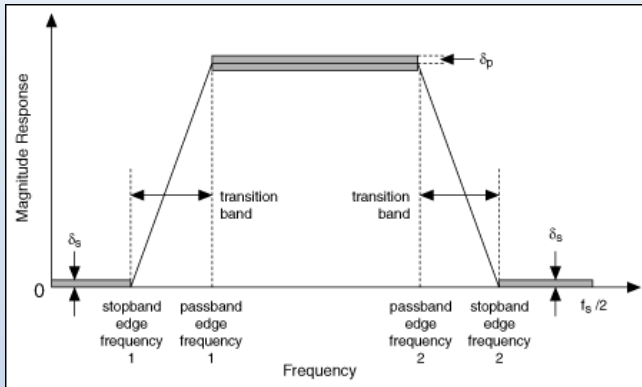 Magnitude Response
δp
transition
band
transition
band
δs
δs
0
stopband
edge
frequency
1
passband
edge
frequency
1
passband
edge
frequency
2
stopband
edge
frequency
2
fs /2
Frequency